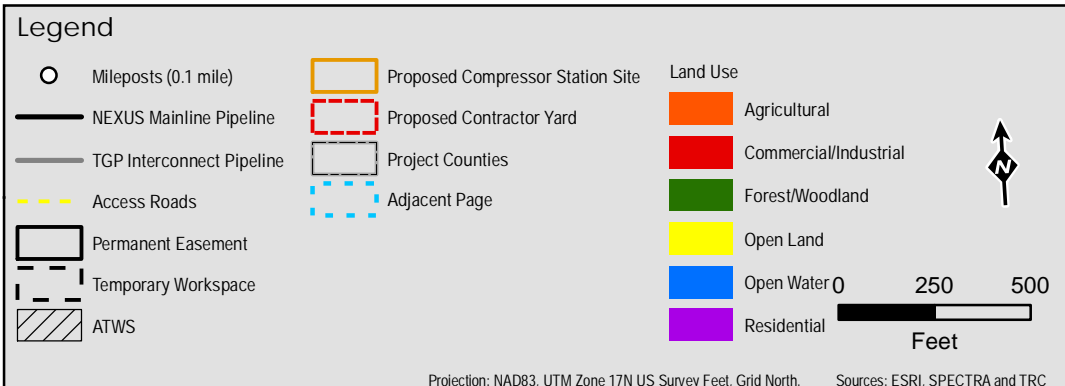 Legend
Mileposts (0.1 mile)
NEXUS Mainline Pipeline
TGP Interconnect Pipeline
Access Roads
Permanent Easement
Temporary Workspace
ATWS
Proposed Compressor Station Site
Proposed Contractor Yard
Project Counties
Adjacent Page
Land Use
Agricultural
Commercial/Industrial
Forest/Woodland
Open Land
Open Water
Residential
N
0 250 500
Feet
Projection: NAD83, UTM Zone 17N US Survey Feet, Grid North.
Sources: ESRI, SPECTRA and TRC